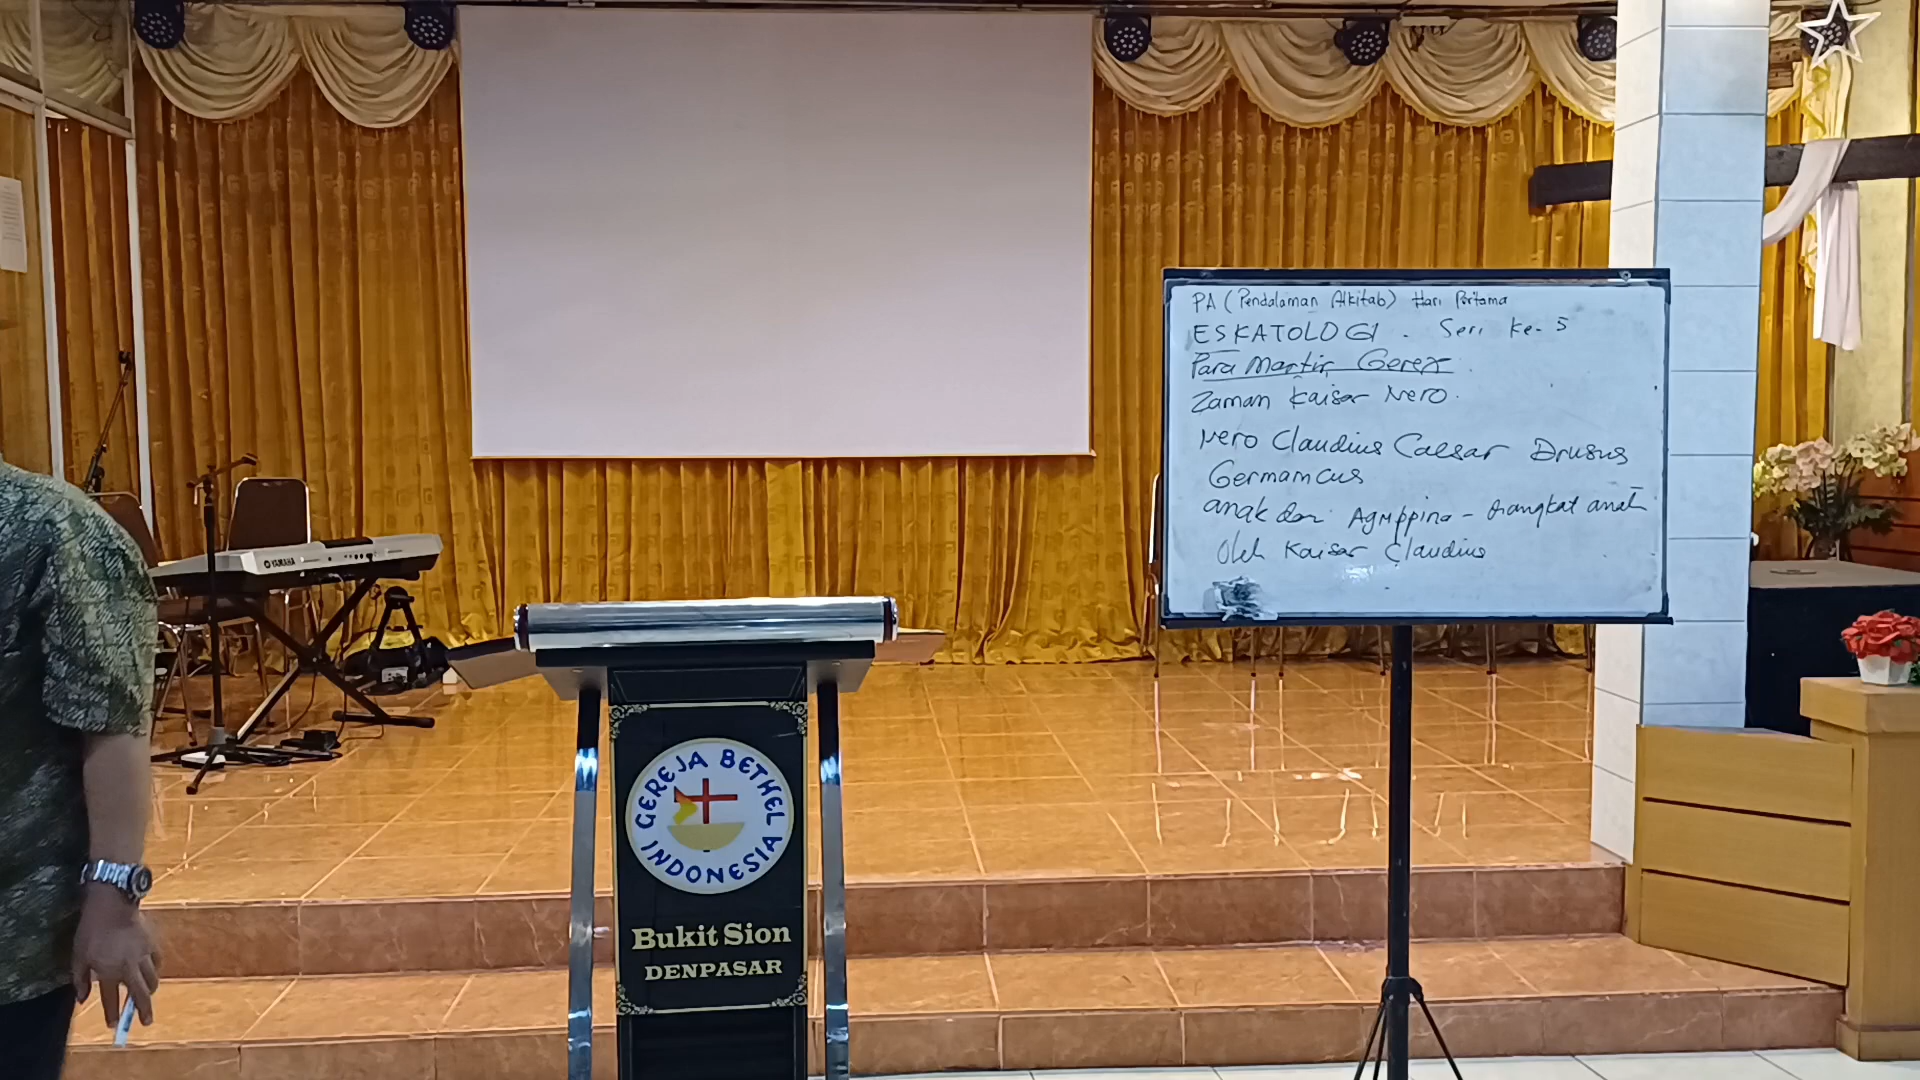 PA (Pendalaman Alkitab) Hari Pertama
ESKATOLOGI. Seri ke-5
Para Martir Gereja
Zaman Kaisar Nero.
Nero Claudius Caesar Drusus
Germanicus
anak dari Agrippina - diangkat anak
Oleh Kaisar Claudius
YAMAHA
GEREJA BETHEL
INDONESIA
Bukit Sion
DENPASAR